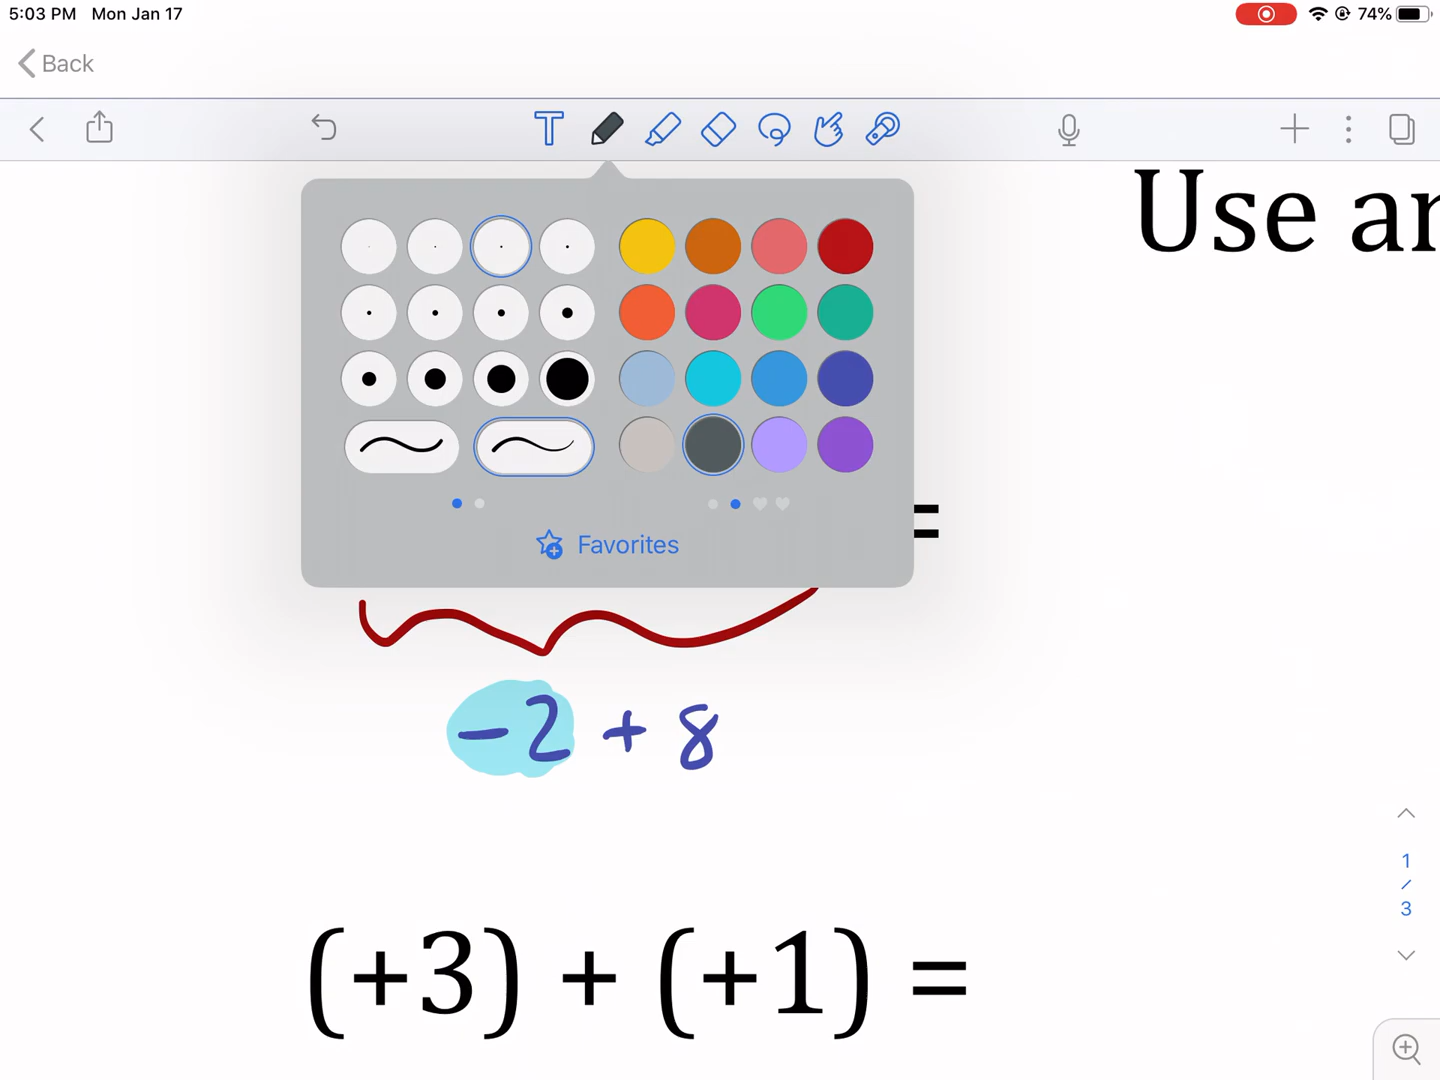 5:03 PM Mon Jan 17 74%
Back
T
Use ar
=
Favorites
-2 + 8
1
/
3
(+3) + (+1) =